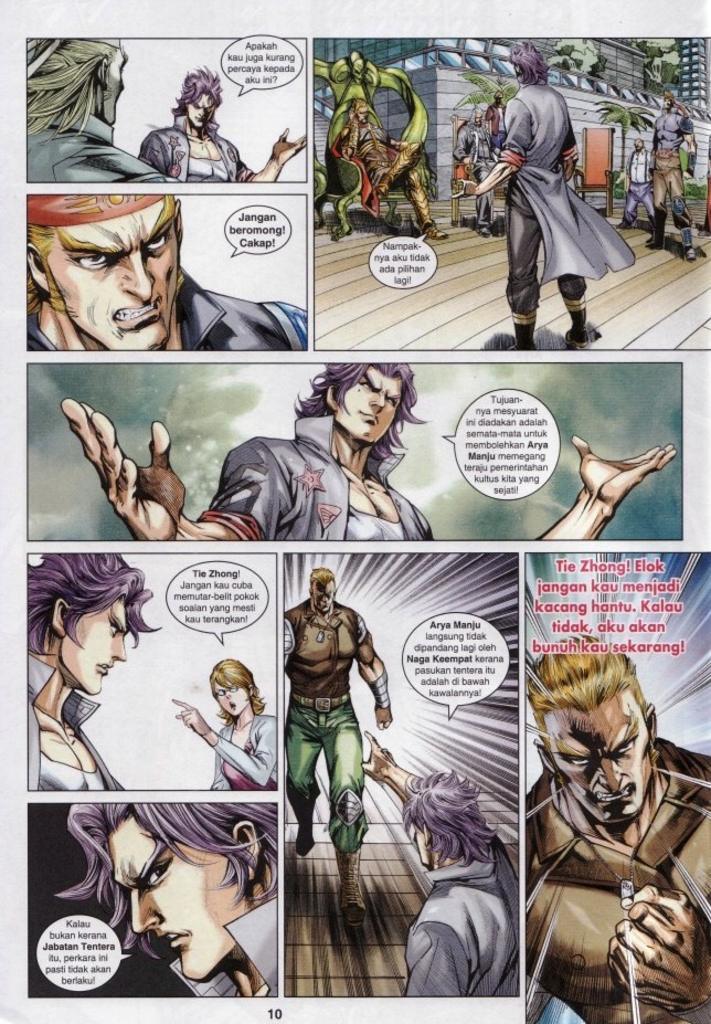 Apakah
kau juga kurang
percaya kepada
aku ini?
Nampak-
nya aku tidak
ada pilihan
lagi!
Jangan
beromong!
Cakap!
Tujuan-
nya mesyuarat
ini diadakan adalah
semata-mata untuk
membolehkan Arya
Manju memegang
teraju pemerintahan
kultus kita yang
sejati!
Tie Zhong!
Jangan kau cuba
memutar-belit pokok
soalan yang mesti
kau terangkan!
Kalau
bukan kerana
Jabatan Tentera
itu, perkara ini
pasti tidak akan
berlaku!
Arya Manju
langsung tidak
dipandang lagi oleh
Naga Keempat kerana
pasukan tentera itu
adalah di bawah
kawalannya!
Tie Zhong! Elok
jangan kau menjadi
kacang hantu. Kalau
tidak, aku akan
bunuh kau sekarang!
10